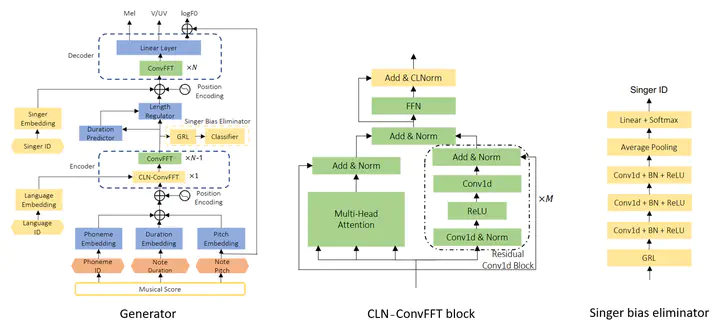 Mel V/UV logF0
Linear Layer
Decoder
ConvFFT ×N
Position
Encoding
Singer
Embedding
Singer ID
Length
Regulator
Duration
Predictor
Singer Bias Eliminator
GRL Classifier
Encoder
ConvFFT ×N-1
CLN-ConvFFT ×1
Language
Embedding
Language
ID
Position
Encoding
Phoneme
Embedding
Duration
Embedding
Pitch
Embedding
Phoneme
ID
Note
Duration
Note
Pitch
Musical Score
Generator
Add & CLNorm
FFN
Add & Norm
Add & Norm
Multi-Head
Attention
Add & Norm
Conv1d
ReLU
Conv1d & Norm
Residual
Conv1d Block
×M
CLN-ConvFFT block
Singer ID
Linear + Softmax
Average Pooling
Conv1d + BN + ReLU
Conv1d + BN + ReLU
Conv1d + BN + ReLU
GRL
Singer bias eliminator